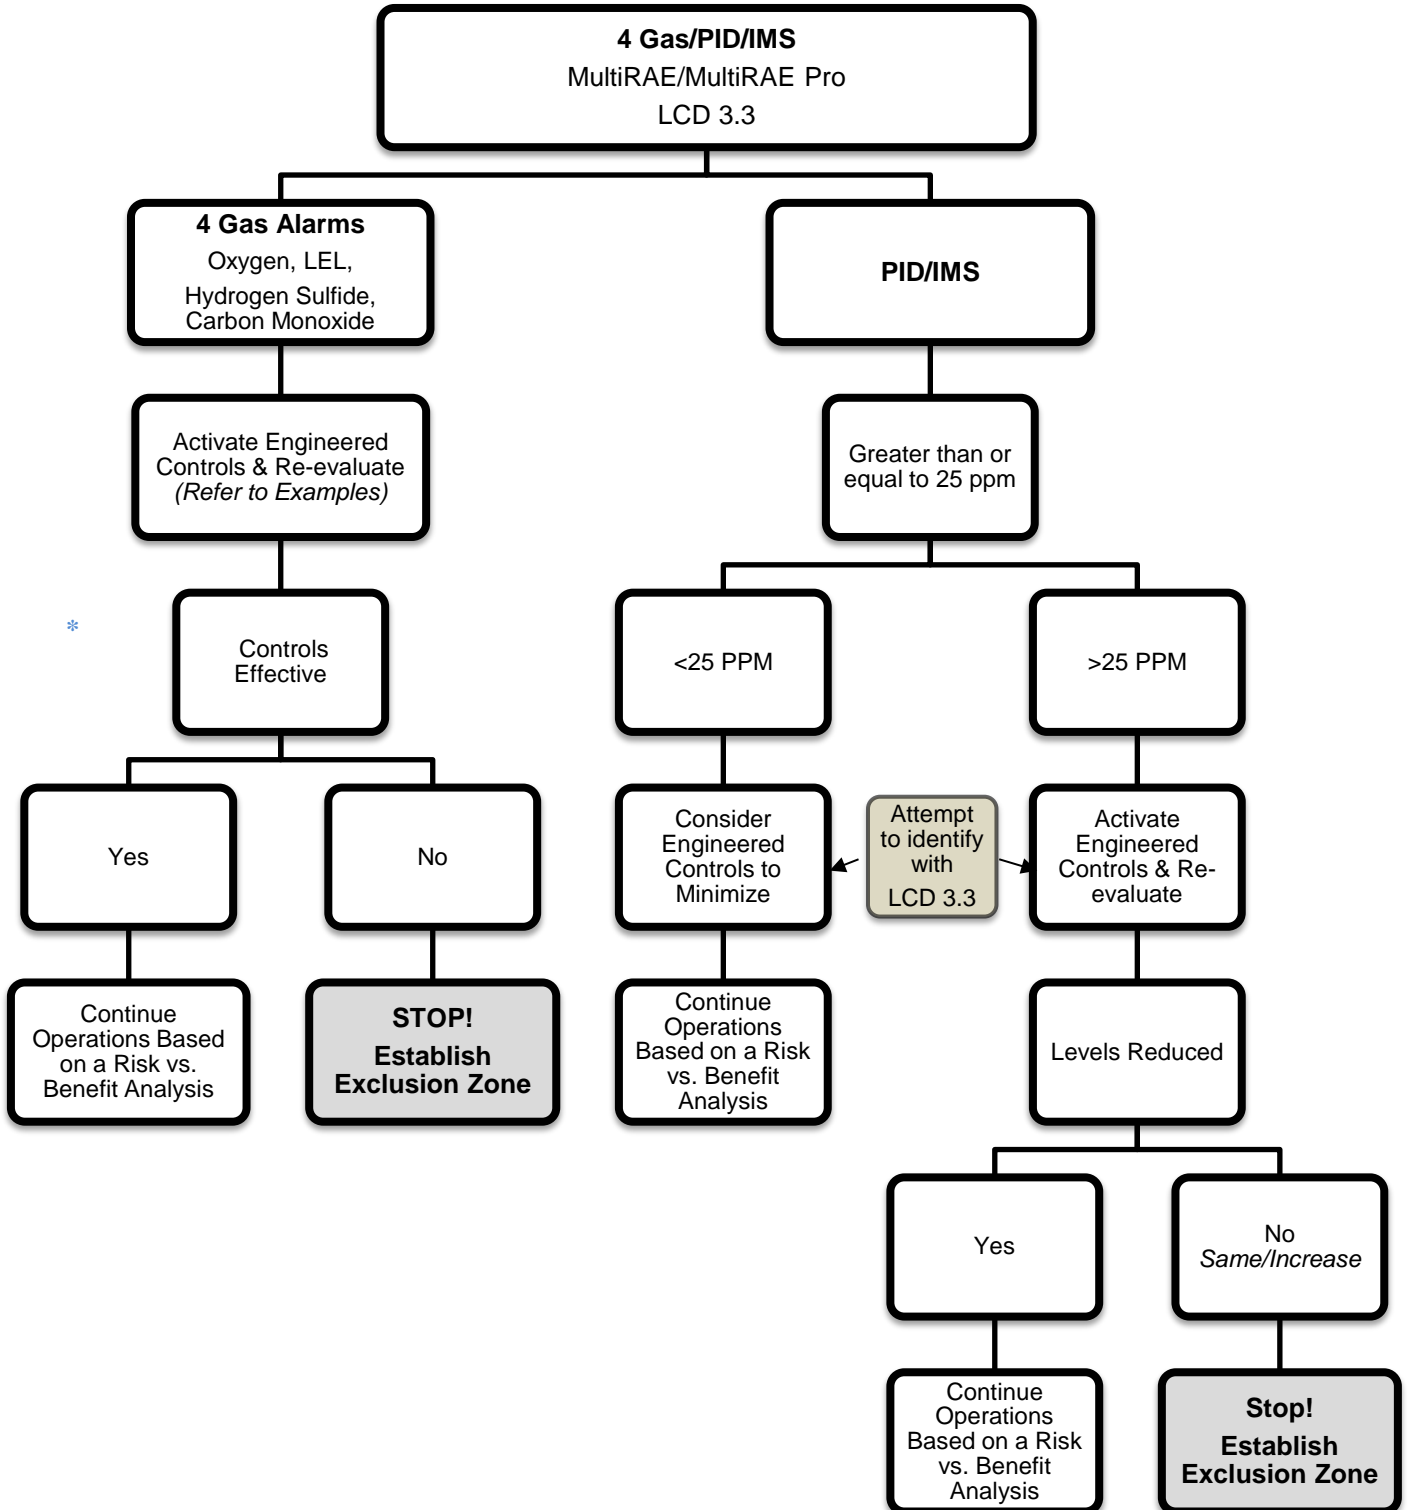 4 Gas/PID/IMS
MultiRAE/MultiRAE Pro
LCD 3.3
4 Gas Alarms
Oxygen, LEL,
Hydrogen Sulfide,
Carbon Monoxide
PID/IMS
Activate Engineered
Controls & Re-evaluate
(Refer to Examples)
Greater than or
equal to 25 ppm
*
Controls
Effective
<25 PPM
>25 PPM
Yes
No
Consider
Engineered
Controls to
Minimize
Attempt
to identify
with
LCD 3.3
Activate
Engineered
Controls & Re-
evaluate
Continue
Operations Based
on a Risk vs.
Benefit Analysis
STOP!
Establish
Exclusion Zone
Continue
Operations
Based on a Risk
vs. Benefit
Analysis
Levels Reduced
Yes
No
Same/Increase
Continue
Operations
Based on a Risk
vs. Benefit
Analysis
Stop!
Establish
Exclusion Zone